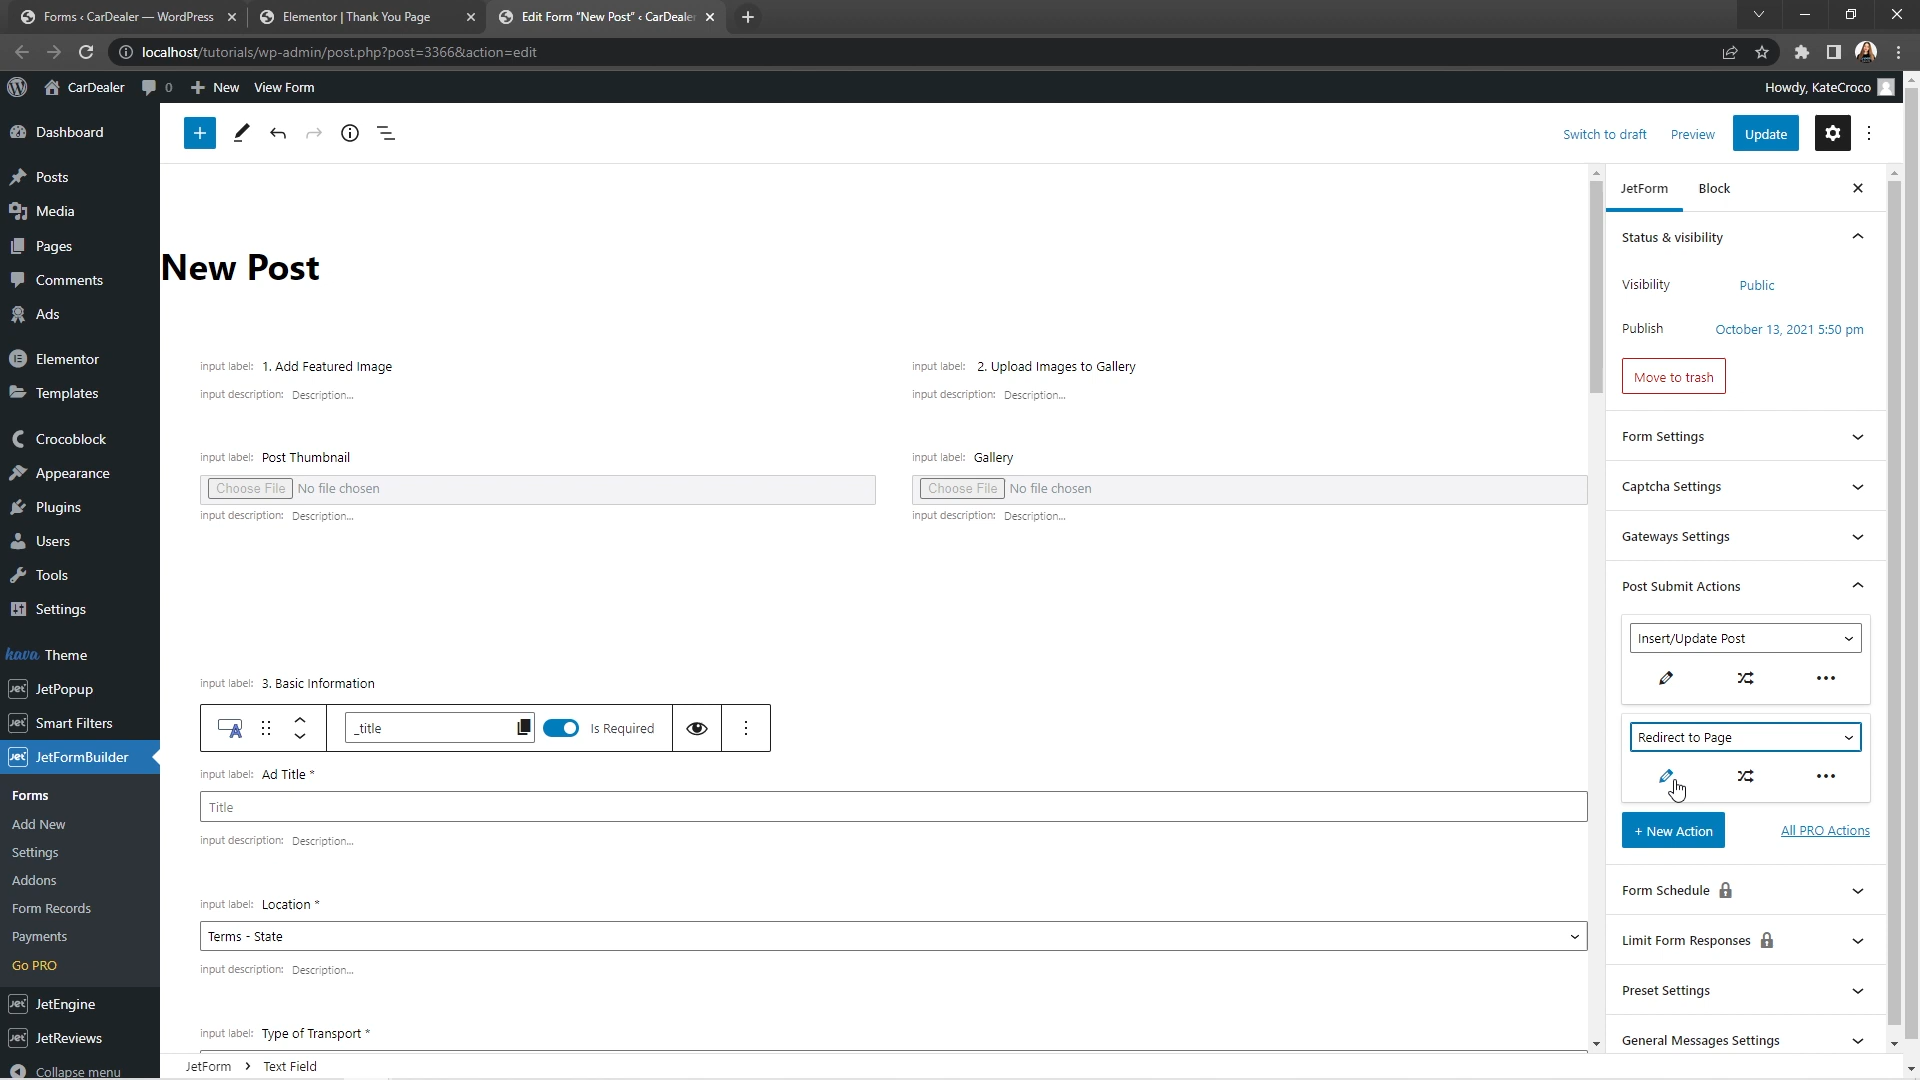 Forms ‹ CarDealer — WordPress
Elementor | Thank You Page
Edit Form “New Post” ‹ CarDealer
localhost/tutorials/wp-admin/post.php?post=3366&action=edit
CarDealer
0
New
View Form
Howdy, KateCroco
Dashboard
Posts
Media
Pages
Comments
Ads
Elementor
Templates
Crocoblock
Appearance
Plugins
Users
Tools
Settings
kava Theme
Jet JetPopup
Jet Smart Filters
Jet JetFormBuilder
Forms
Add New
Settings
Addons
Form Records
Payments
Go PRO
Jet JetEngine
Jet JetReviews
Collapse menu
Switch to draft
Preview
Update
New Post
input label: 1. Add Featured Image
input description: Description...
input label: 2. Upload Images to Gallery
input description: Description...
input label: Post Thumbnail
Choose File No file chosen
input description: Description...
input label: Gallery
Choose File No file chosen
input description: Description...
input label: 3. Basic Information
_title
Is Required
input label: Ad Title *
Title
input description: Description...
input label: Location *
Terms - State
input description: Description...
input label: Type of Transport *
JetForm
Text Field
JetForm
Block
Status & visibility
Visibility
Public
Publish
October 13, 2021 5:50 pm
Move to trash
Form Settings
Captcha Settings
Gateways Settings
Post Submit Actions
Insert/Update Post
Redirect to Page
+ New Action
All PRO Actions
Form Schedule
Limit Form Responses
Preset Settings
General Messages Settings